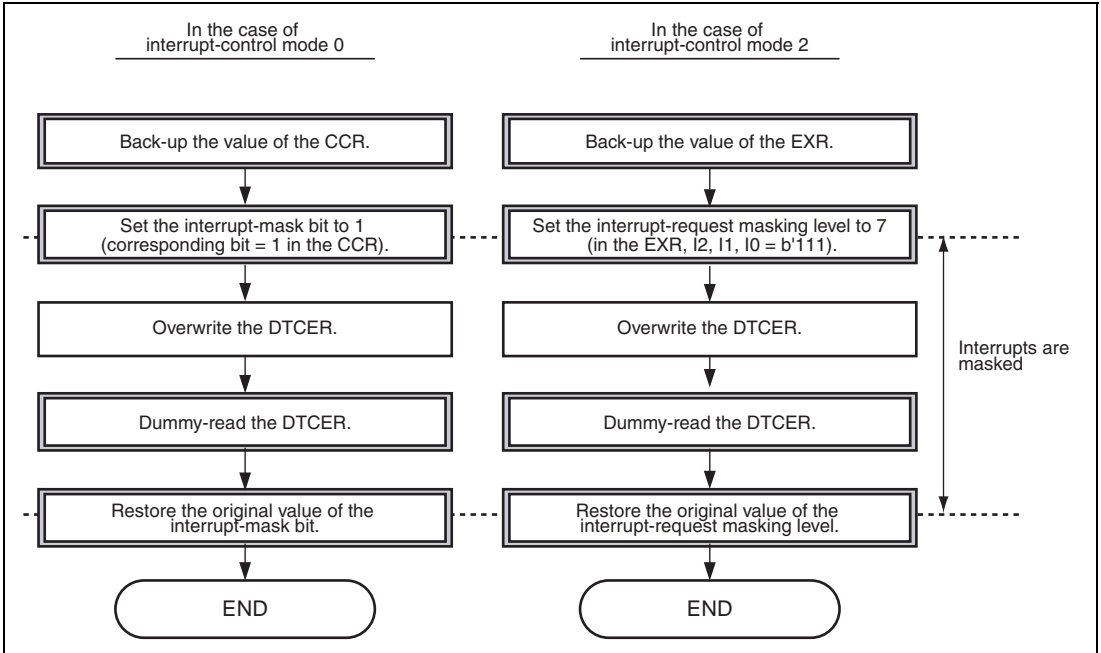 In the case of
interrupt-control mode 0
Back-up the value of the CCR.
Set the interrupt-mask bit to 1
(corresponding bit = 1 in the CCR).
Overwrite the DTCER.
Dummy-read the DTCER.
Restore the original value of the
interrupt-mask bit.
END
In the case of
interrupt-control mode 2
Back-up the value of the EXR.
Set the interrupt-request masking level to 7
(in the EXR, I2, I1, I0 = b'111).
Overwrite the DTCER.
Dummy-read the DTCER.
Restore the original value of the
interrupt-request masking level.
END
Interrupts are
masked